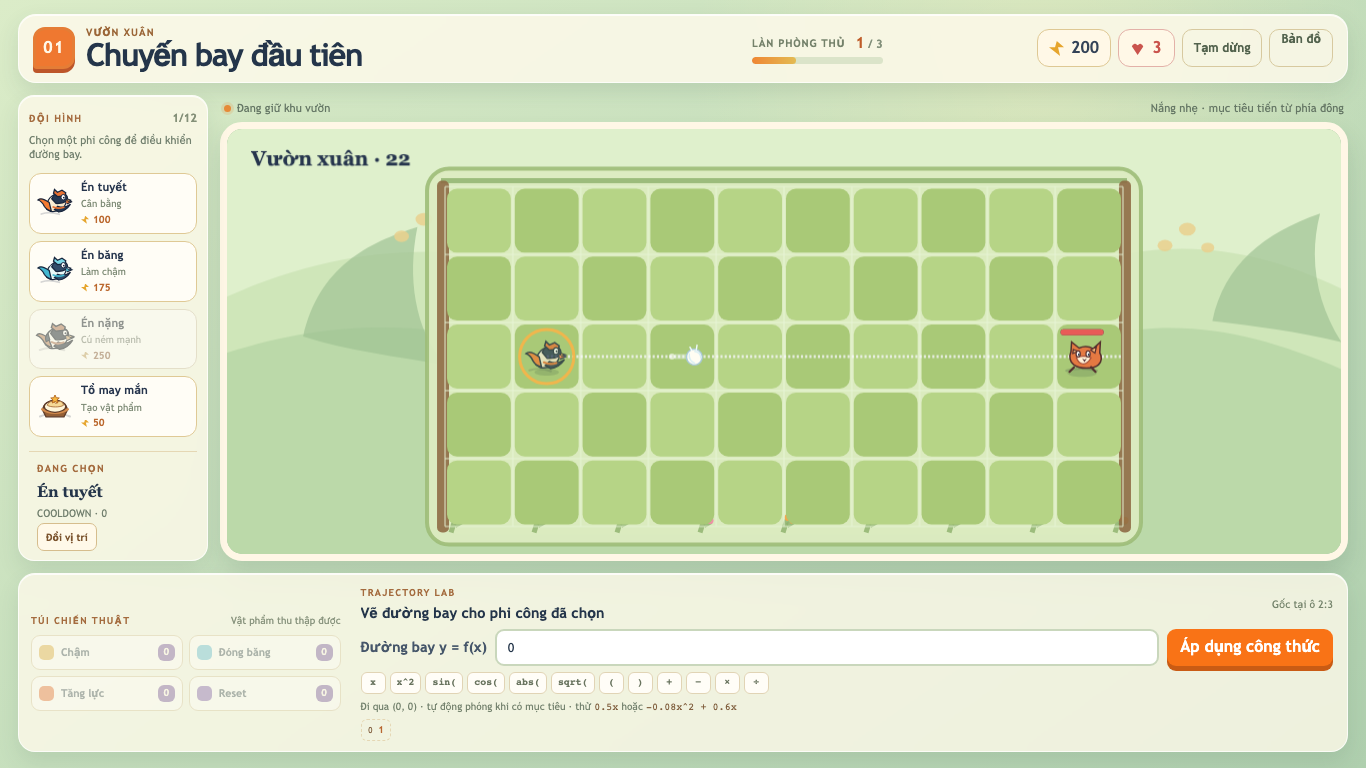 01
VƯỜN XUÂN
Chuyến bay đầu tiên
LÀN PHÒNG THỦ 1 / 3
200
3
Tạm dừng
Bản đồ
ĐỘI HÌNH 1/12
Chọn một phi công để điều khiển
đường bay.
Én tuyết
Cân bằng
100
Én băng
Làm chậm
175
Én nặng
Cú ném mạnh
250
Tổ may mắn
Tạo vật phẩm
50
ĐANG CHỌN
Én tuyết
COOLDOWN · 0
Đổi vị trí
Đang giữ khu vườn
Nắng nhẹ · mục tiêu tiến từ phía đông
Vườn xuân · 22
TÚI CHIẾN THUẬT
Vật phẩm thu thập được
Chậm 0
Đóng băng 0
Tăng lực 0
Reset 0
TRAJECTORY LAB
Vẽ đường bay cho phi công đã chọn
Gốc tại ô 2:3
Đường bay y = f(x)
0
Áp dụng công thức
x x^2 sin( cos( abs( sqrt( ( ) + − × ÷
Đi qua (0, 0) · tự động phóng khi có mục tiêu · thử 0.5x hoặc −0.08x^2 + 0.6x
0 1